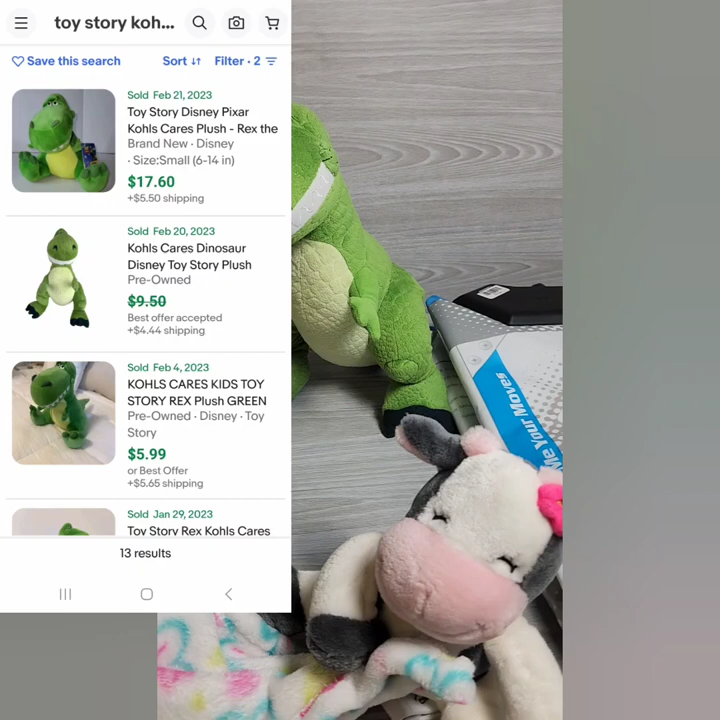 toy story koh...
Save this search
Sort
Filter · 2
Sold Feb 21, 2023
Toy Story Disney Pixar
Kohls Cares Plush - Rex the
Brand New · Disney
· Size:Small (6-14 in)
$17.60
+$5.50 shipping
Sold Feb 20, 2023
Kohls Cares Dinosaur
Disney Toy Story Plush
Pre-Owned
$9.50
Best offer accepted
+$4.44 shipping
Sold Feb 4, 2023
KOHLS CARES KIDS TOY
STORY REX Plush GREEN
Pre-Owned · Disney · Toy
Story
$5.99
or Best Offer
+$5.65 shipping
Sold Jan 29, 2023
Toy Story Rex Kohls Cares
13 results
Me Your Moves